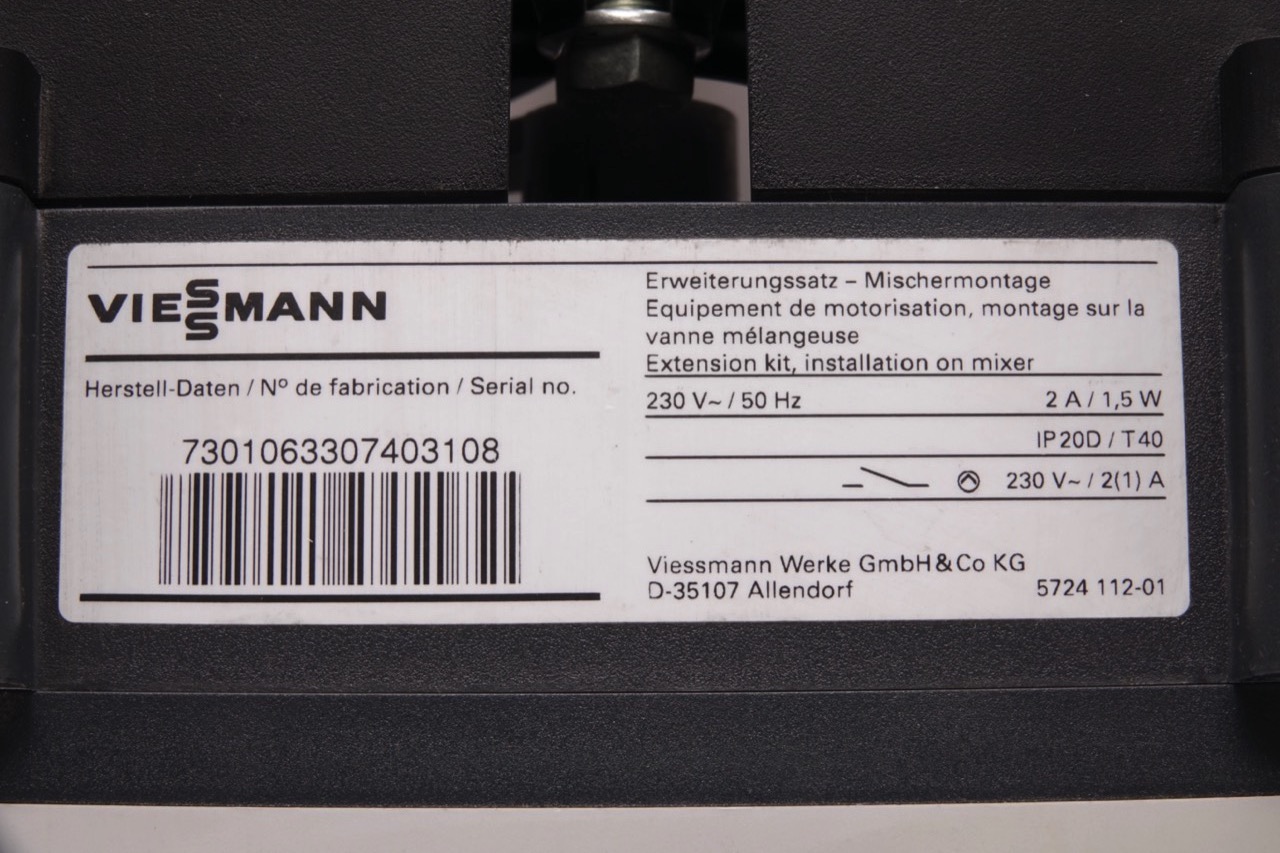 VIESSMANN
Herstell-Daten / Nº de fabrication / Serial no.
7301063307403108
Erweiterungssatz – Mischermontage
Equipement de motorisation, montage sur la
vanne mélangeuse
Extension kit, installation on mixer
230 V~ / 50 Hz 2 A / 1,5 W
IP20D / T40
230 V~ / 2(1) A
Viessmann Werke GmbH&Co KG
D-35107 Allendorf 5724 112-01